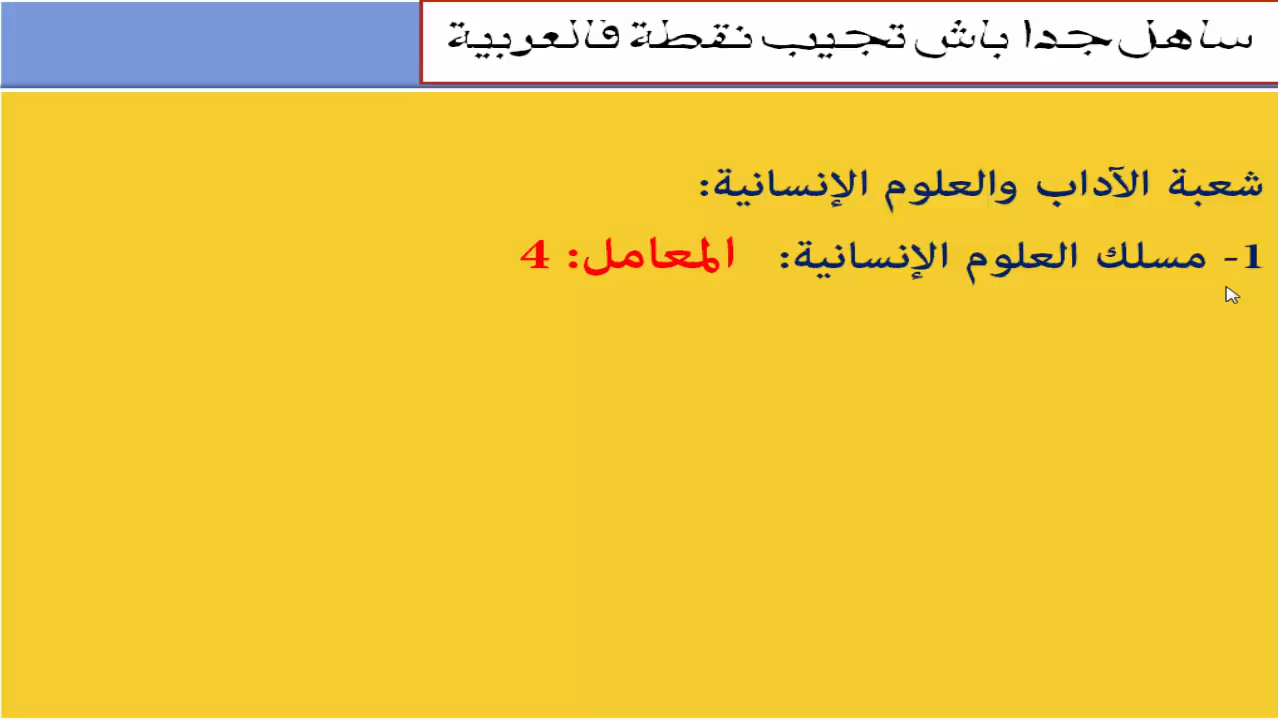 ساهل جدا باش تجيب نقطة فالعربية
شعبة الآداب والعلوم الإنسانية:
1- مسلك العلوم الإنسانية: المعامل: 4